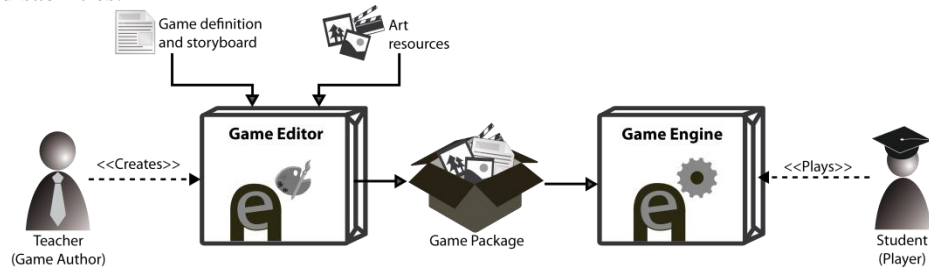 Game definition
and storyboard
Art
resources
Game Editor
Game Engine
<<Creates>>
<<Plays>>
e
e
Teacher
(Game Author)
Game Package
Student
(Player)